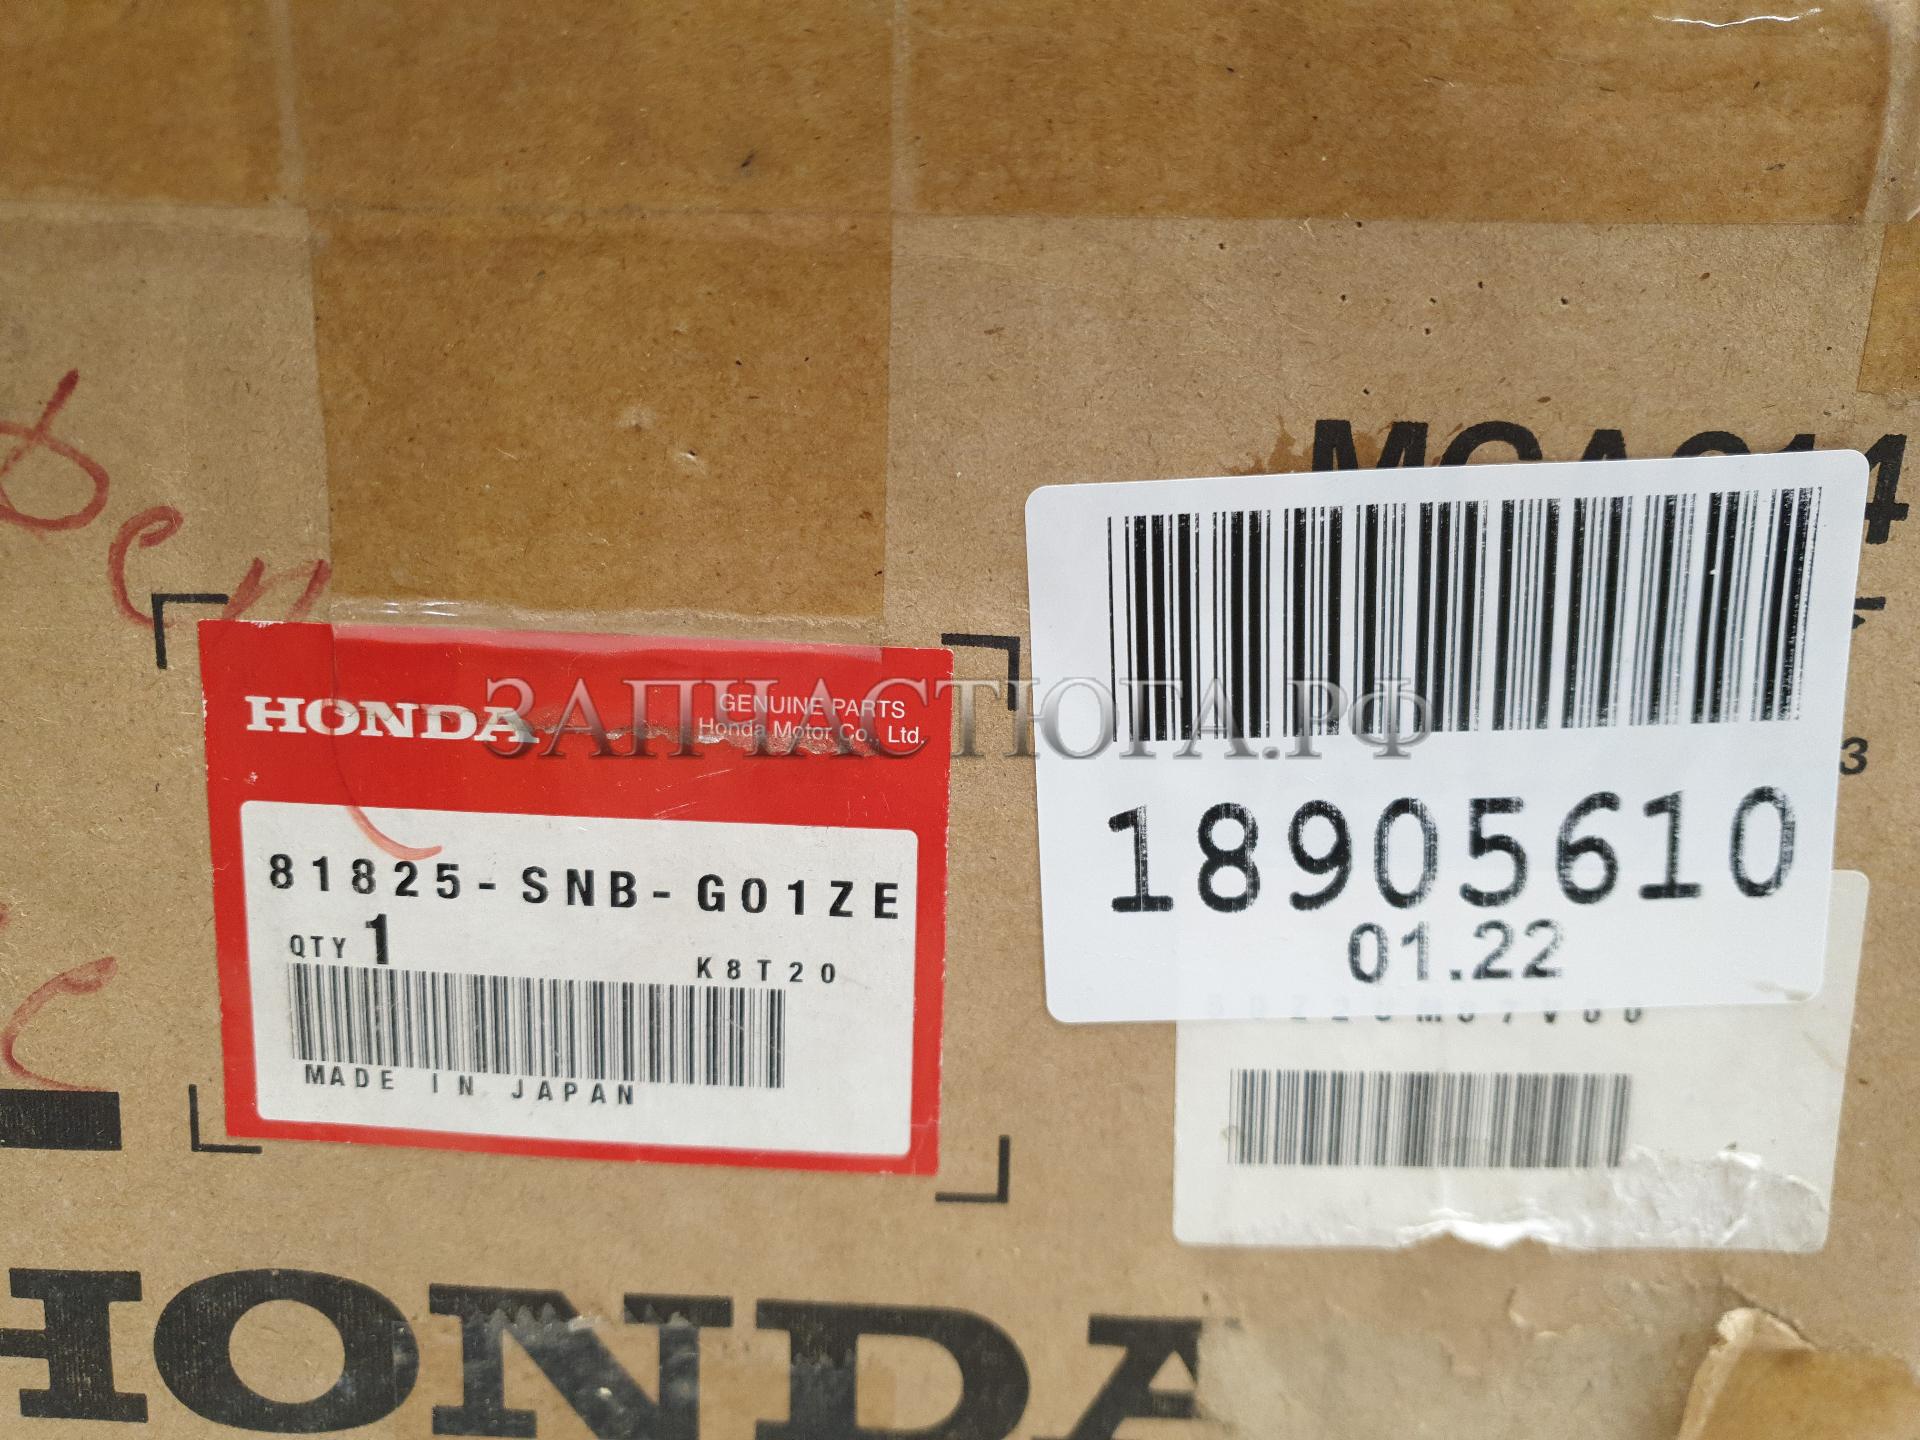 HONDA
GENUINE PARTS
Honda Motor Co., Ltd.
81825-SNB-G01ZE
QTY 1
K8T20
MADE IN JAPAN
18905610
01.22
3
HONDA
ЗАПЧАСТЮГА.РФ